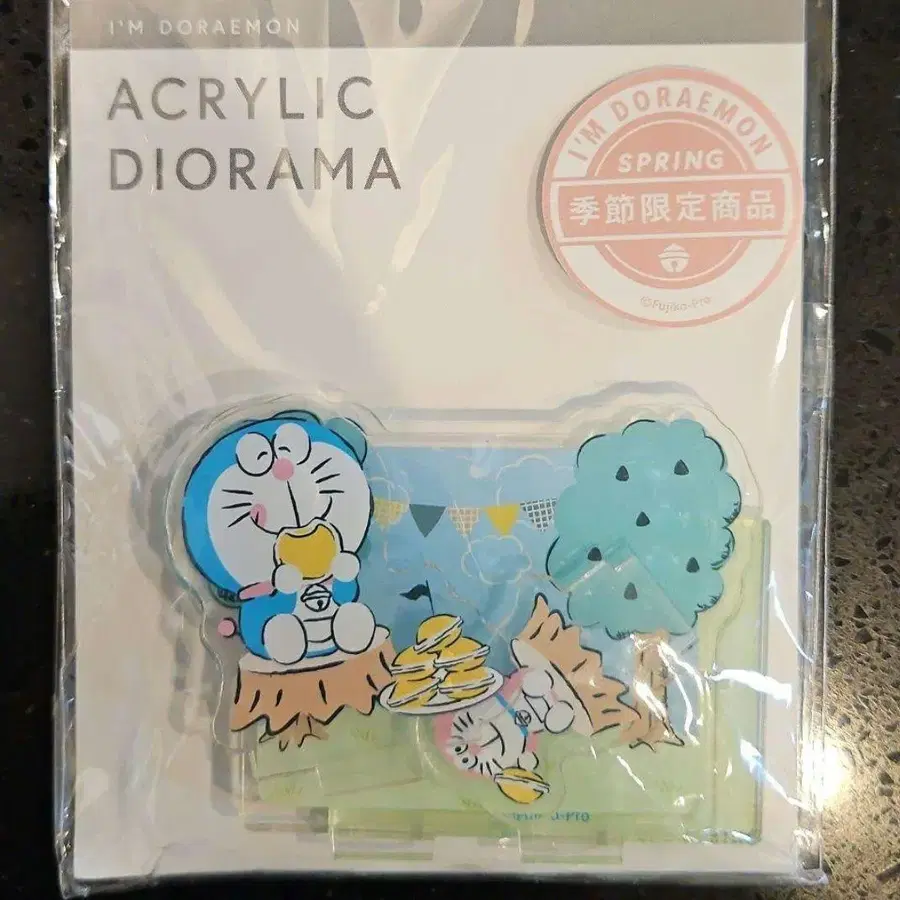 I'M DORAEMON
ACRYLIC
DIORAMA
I'M DORAEMON
SPRING
季節限定商品
©Fujiko-Pro